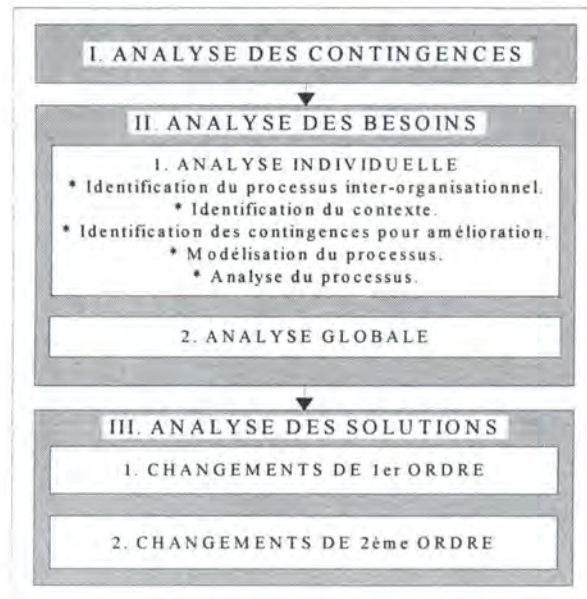 I. ANALYSE DES CONTINGENCES
II. ANALYSE DES BESOINS
1. ANALYSE INDIVIDUELLE
* Identification du processus inter-organisationnel.
* Identification du contexte.
* Identification des contingences pour amélioration.
* Modélisation du processus.
* Analyse du processus.
2. ANALYSE GLOBALE
III. ANALYSE DES SOLUTIONS
1. CHANGEMENTS DE 1er ORDRE
2. CHANGEMENTS DE 2ème ORDRE